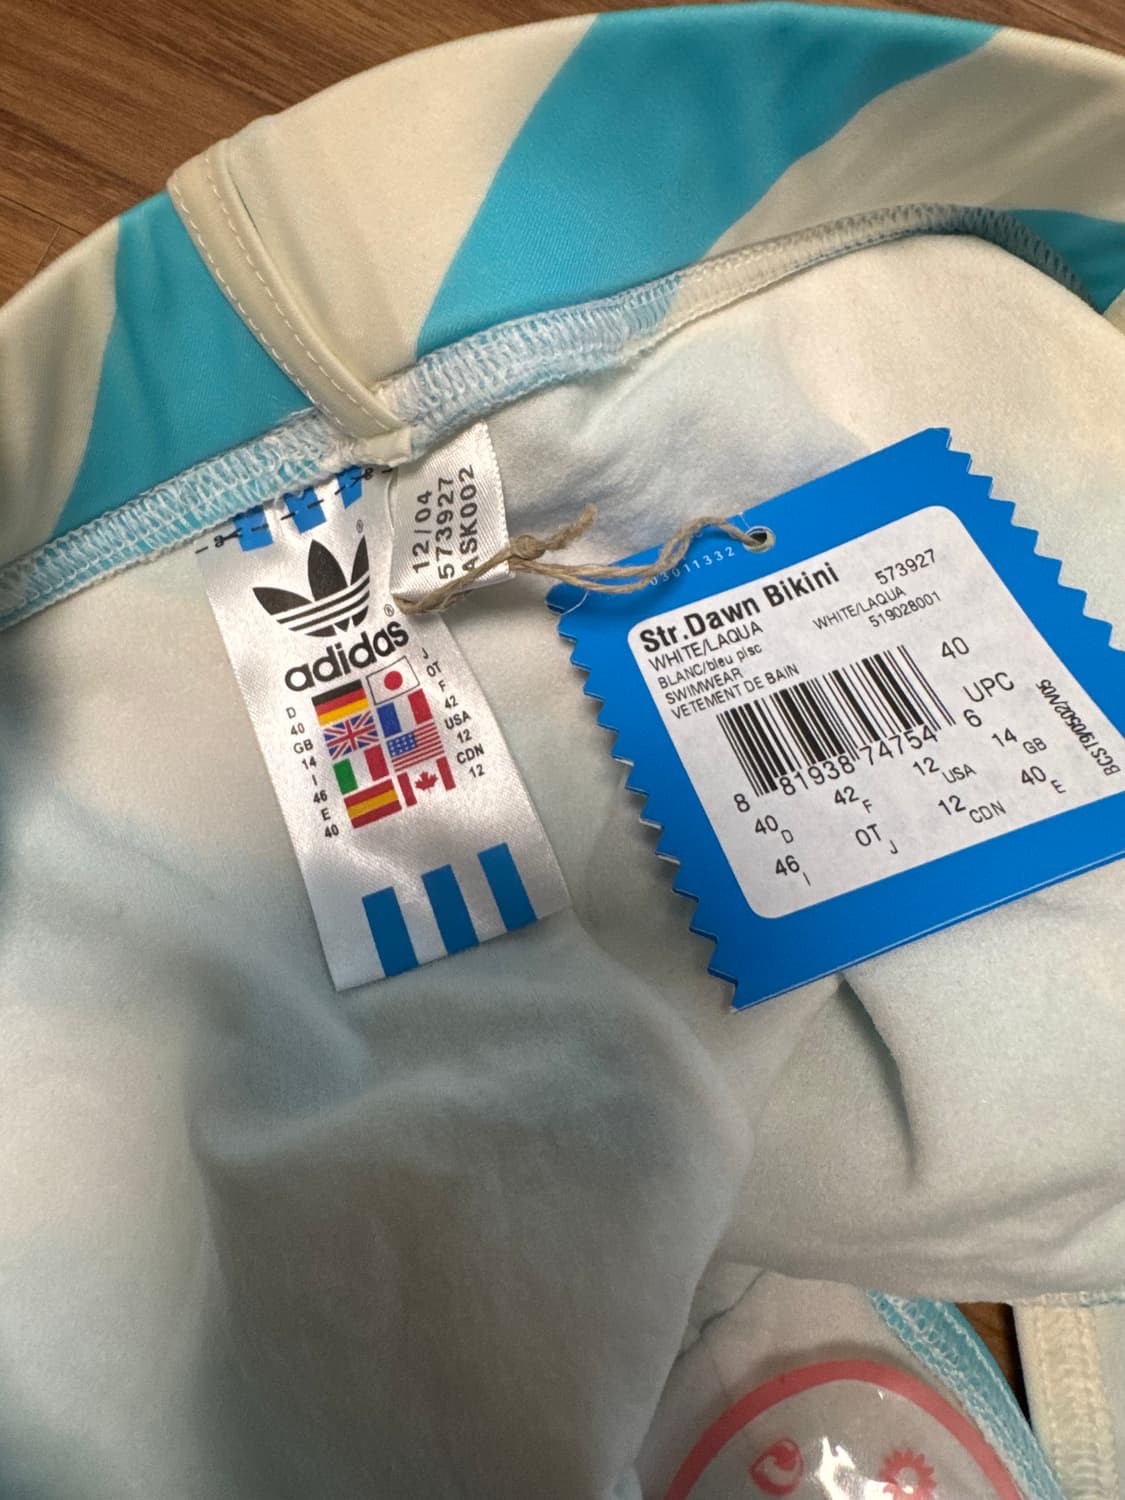 12/04
573927
ASK002
adidas®
D
40
GB
14
I
46
E
40
J
OT
F
42
USA
12
CDN
12
03011332
Str.Dawn Bikini 573927
WHITE/LAQUA WHITE/LAQUA
BLANC/bleu pisc 519028001
SWIMWEAR
VETEMENT DE BAIN
40
UPC
8 81938 74754 6
40 D 42 F 12 USA 14 GB
46 I OT J 12 CDN 40 E